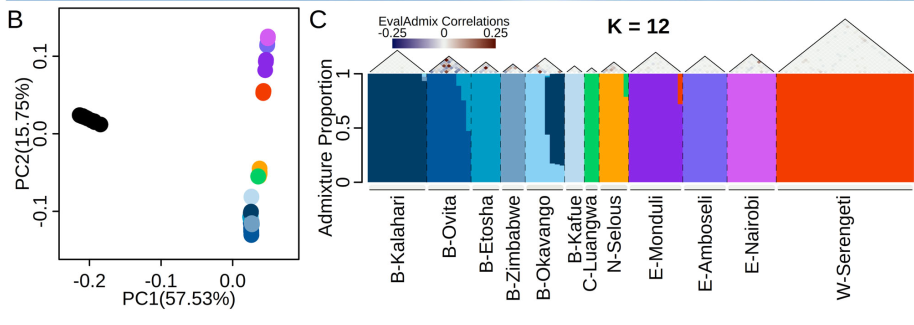 B
PC2(15.75%)
0.1
0.0
-0.1
-0.2
-0.1
0.0
PC1(57.53%)
C
EvalAdmix Correlations
-0.25
0
0.25
K = 12
Admixture Proportion
1
0.5
0
B-Kalahari
B-Ovita
B-Etosha
B-Zimbabwe
B-Okavango
B-Kafue
C-Luangwa
N-Selous
E-Monduli
E-Amboseli
E-Nairobi
W-Serengeti